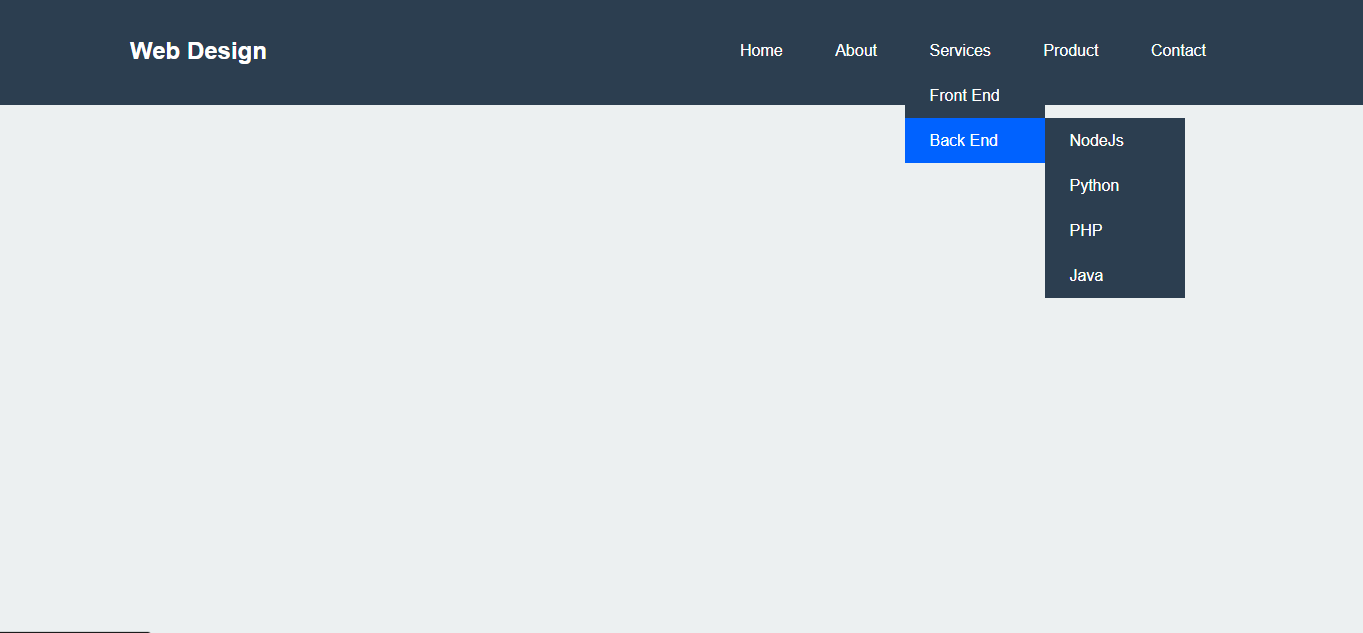 Web Design
Home About Services Product Contact
Front End
Back End
NodeJs
Python
PHP
Java